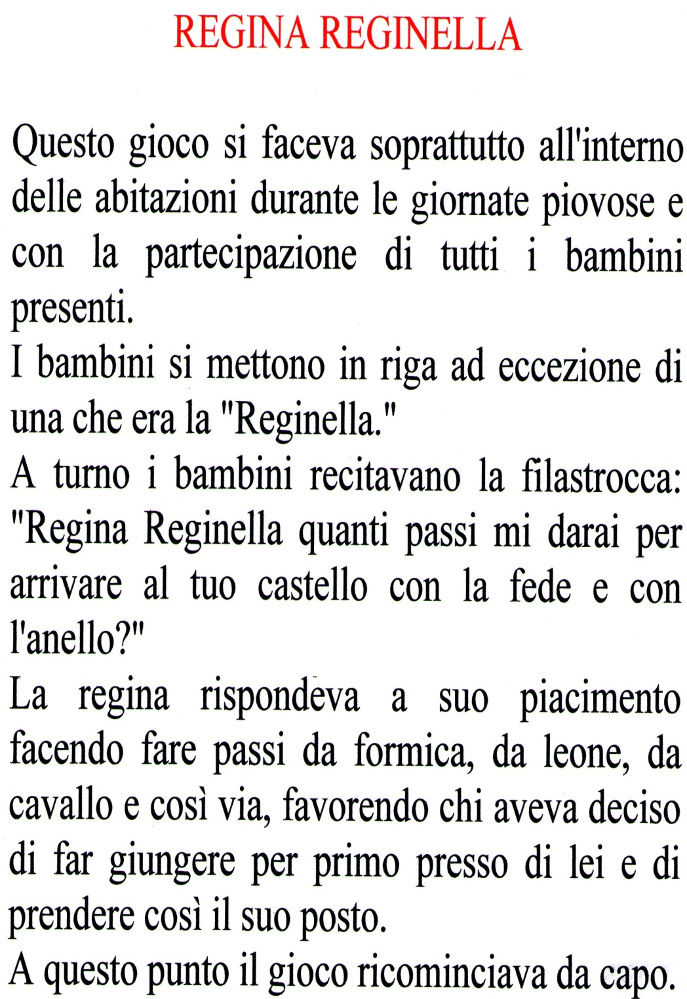 REGINA REGINELLA
Questo gioco si faceva soprattutto all'interno
delle abitazioni durante le giornate piovose e
con la partecipazione di tutti i bambini
presenti.
I bambini si mettono in riga ad eccezione di
una che era la "Reginella."
A turno i bambini recitavano la filastrocca:
"Regina Reginella quanti passi mi darai per
arrivare al tuo castello con la fede e con
l'anello?"
La regina rispondeva a suo piacimento
facendo fare passi da formica, da leone, da
cavallo e così via, favorendo chi aveva deciso
di far giungere per primo presso di lei e di
prendere così il suo posto.
A questo punto il gioco ricominciava da capo.